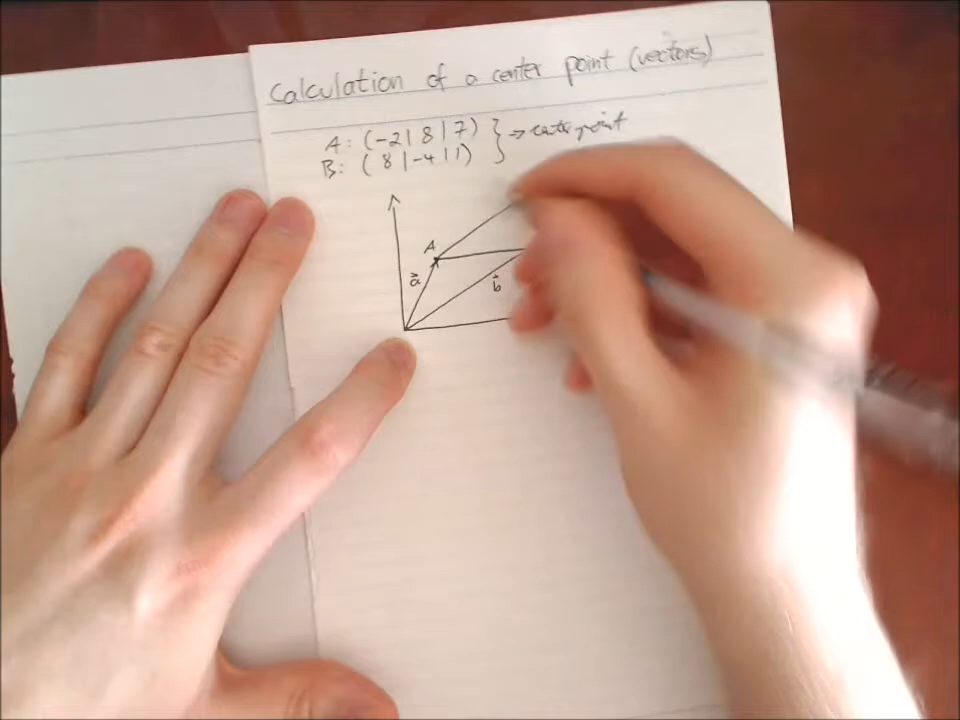 Calculation of a center point (vectors)
A: (-2|8|7) } → center point
B: (8|-4|1)
A
a⃗
b⃗